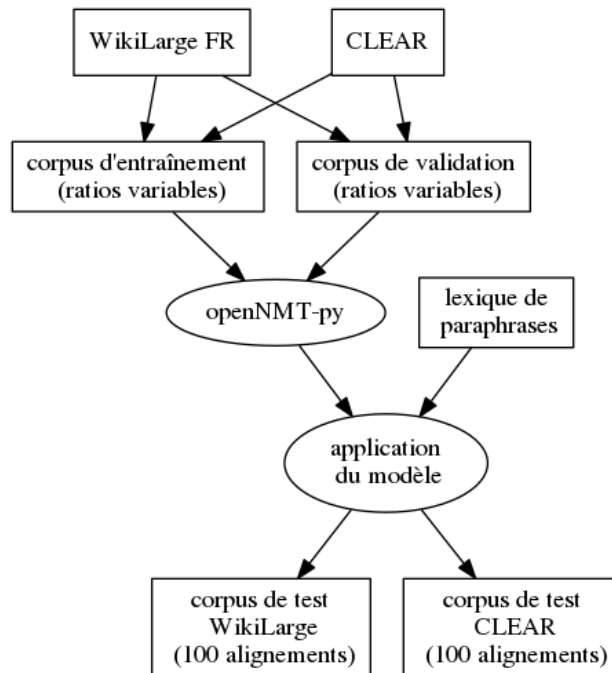 WikiLarge FR
CLEAR
corpus d'entraînement
(ratios variables)
corpus de validation
(ratios variables)
openNMT-py
lexique de
paraphrases
application
du modèle
corpus de test
WikiLarge
(100 alignements)
corpus de test
CLEAR
(100 alignements)